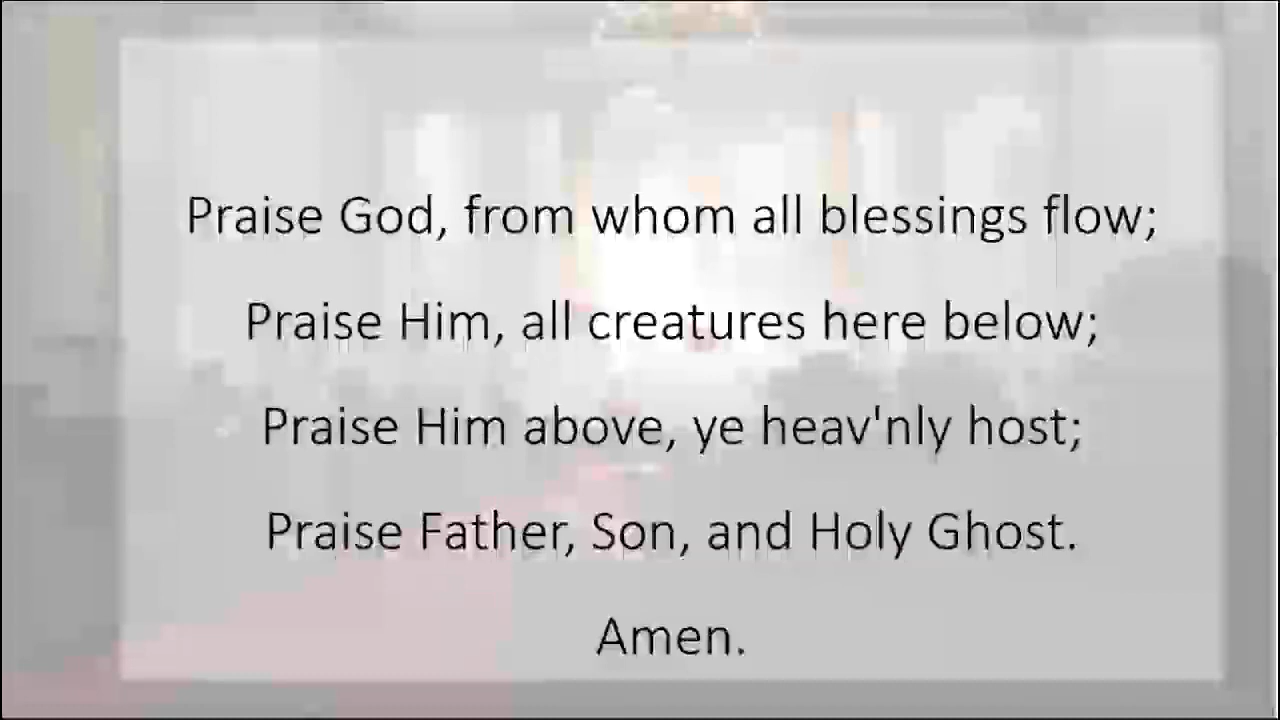 Praise God, from whom all blessings flow;
Praise Him, all creatures here below;
Praise Him above, ye heav'nly host;
Praise Father, Son, and Holy Ghost.
Amen.